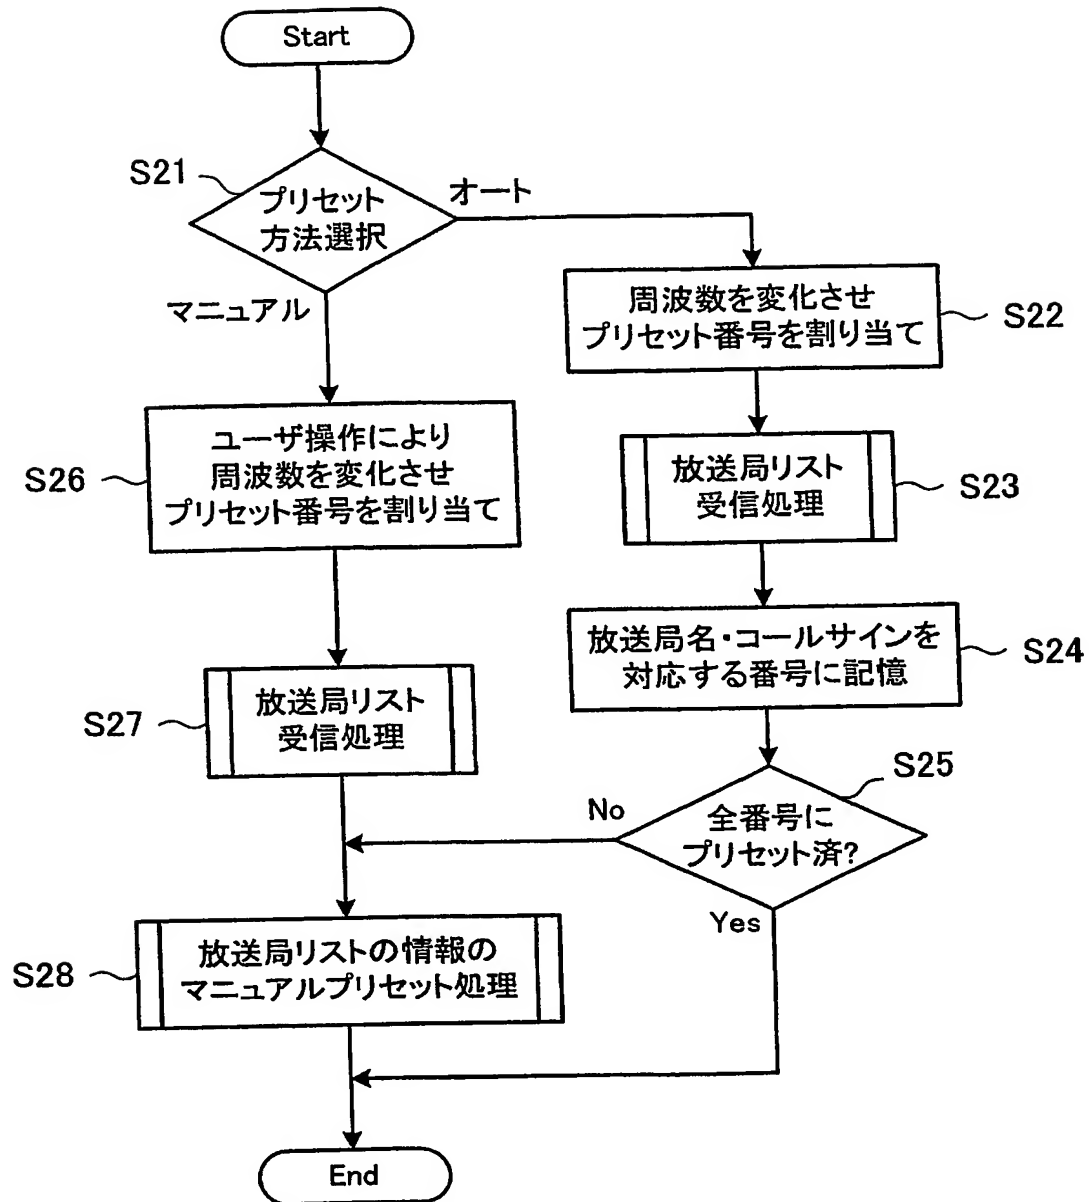 Start
S21
プリセット
方法選択
オート
マニュアル
周波数を変化させ
プリセット番号を割り当て
S22
ユーザ操作により
周波数を変化させ
プリセット番号を割り当て
S26
放送局リスト
受信処理
S23
放送局名・コールサインを
対応する番号に記憶
S24
放送局リスト
受信処理
S27
S25
全番号に
プリセット済?
No
Yes
放送局リストの情報の
マニュアルプリセット処理
S28
End